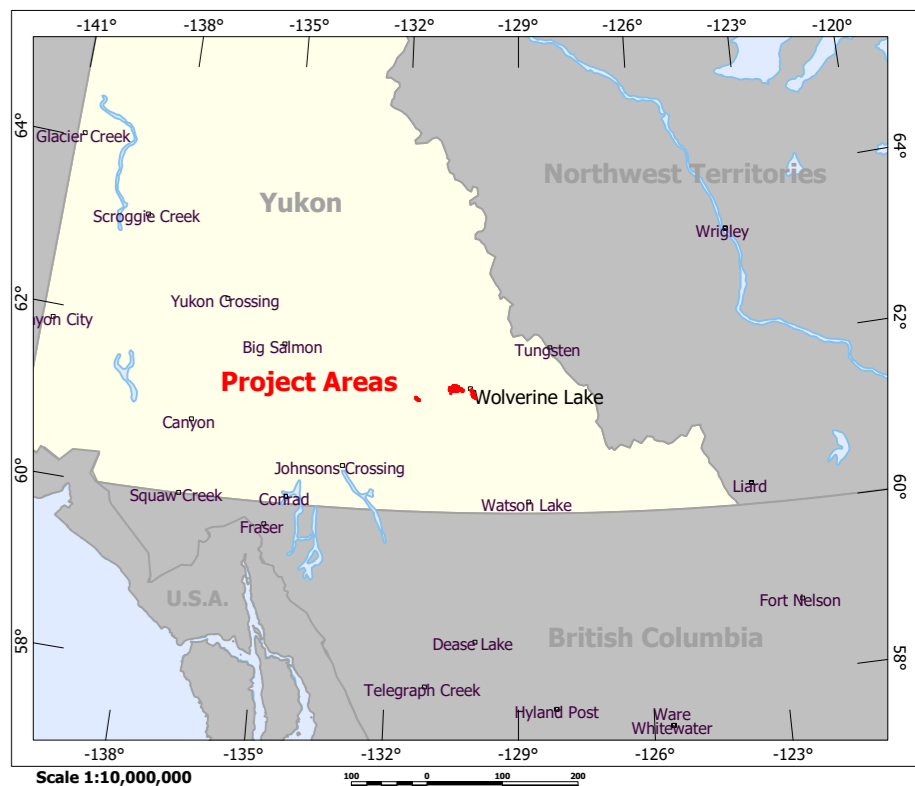 -141 -138 -135 -132 -129 -126 -123 -120
64° Glacier Creek 64°
Northwest Territories
Yukon
Scroggie Creek
Wrigley
62° Yukon Crossing 62°
yon City
Big Salmon
Tungsten
Project Areas
Wolverine Lake
Canyon
60° Johnsons Crossing 60°
Squaw Creek Conrad Watson Lake Liard
Fraser
U.S.A.
Fort Nelson
58° Dease Lake British Columbia 58°
Telegraph Creek
Hyland Post Ware
Whitewater
-138 -135 -132 -129 -126 -123
Scale 1:10,000,000
100 0 100 200